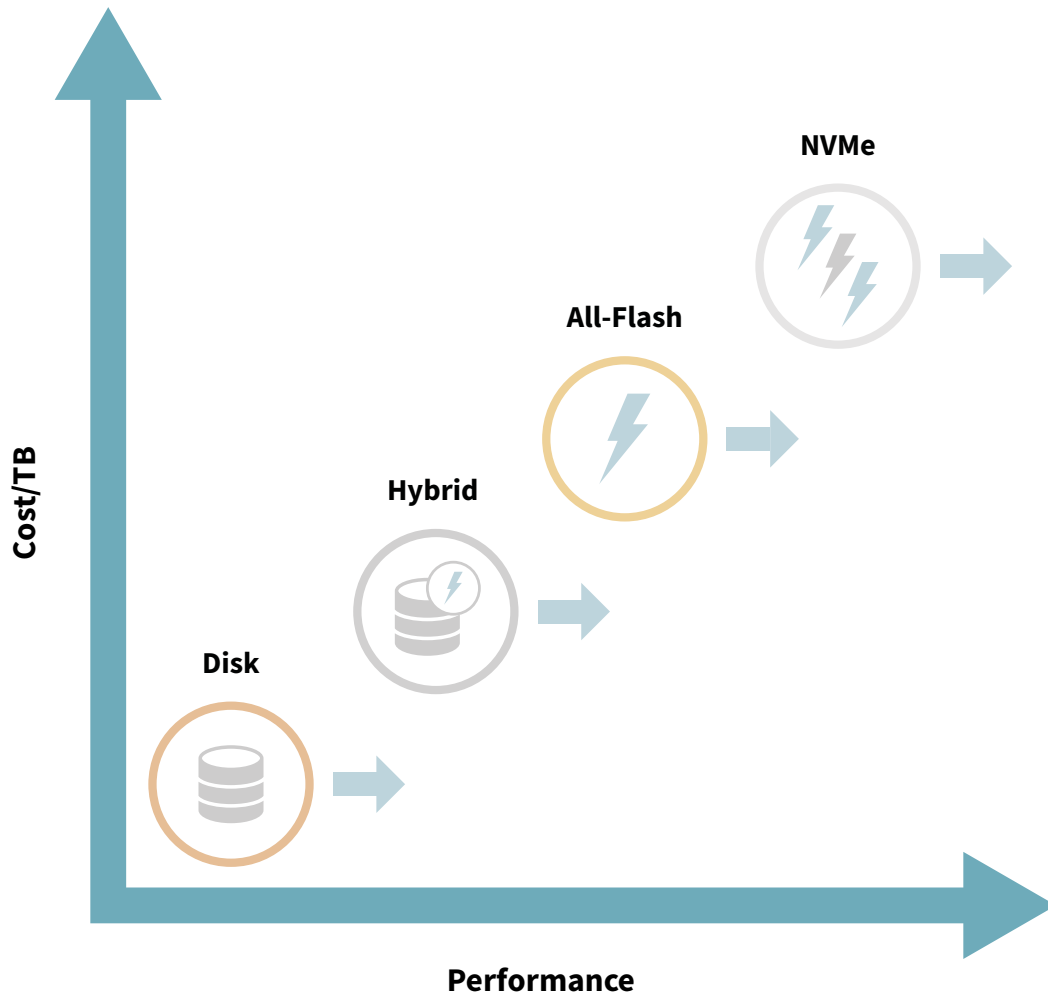 NVMe
All-Flash
Hybrid
Disk
Cost/TB
Performance